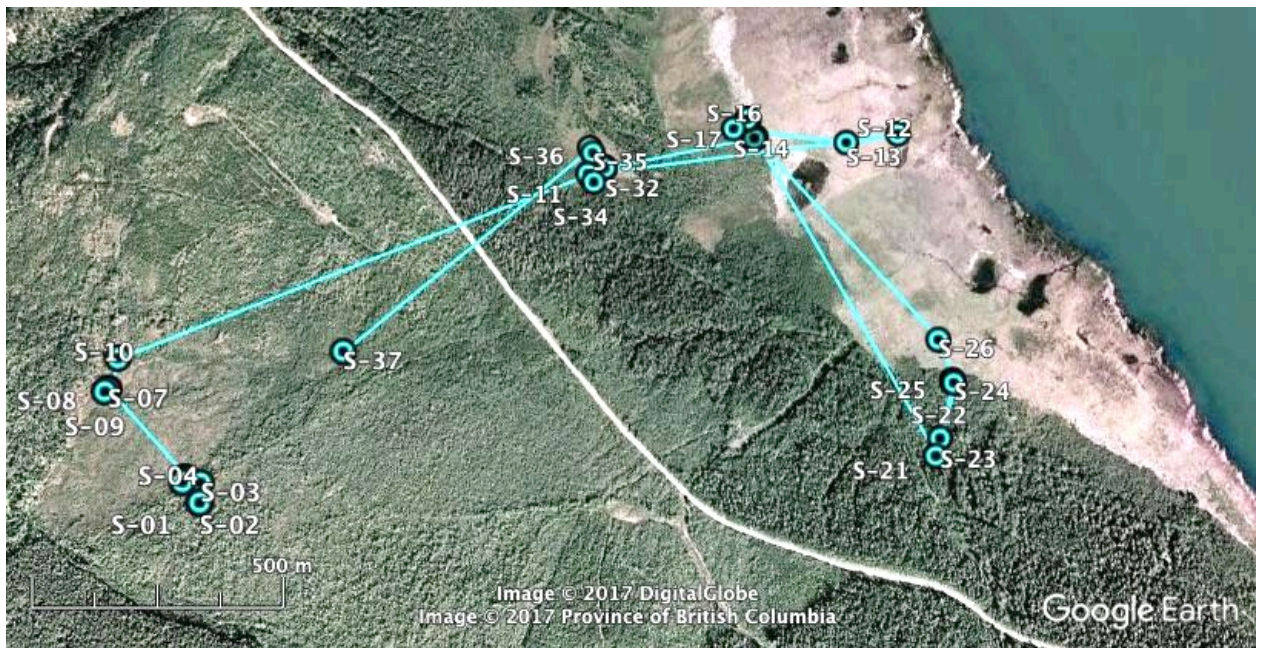 S-16
S-12
S-17
S-14
S-13
S-36
S-35
S-11
S-32
S-34
S-10
S-37
S-26
S-08
S-07
S-25
S-24
S-09
S-22
S-21
S-23
S-04
S-03
S-01
S-02
500 m
Image © 2017 DigitalGlobe
Image © 2017 Province of British Columbia
Google Earth